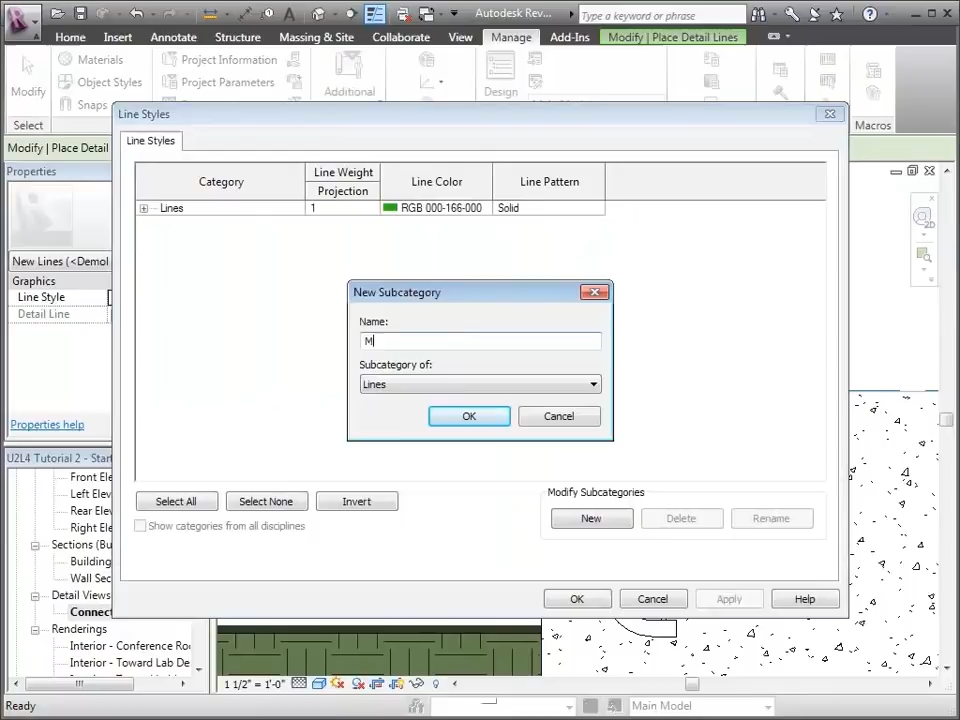 Autodesk Rev...
Type a keyword or phrase
Home Insert Annotate Structure Massing & Site Collaborate View Manage Add-Ins Modify | Place Detail Lines
Materials
Project Information
Object Styles
Project Parameters
Snaps
Modify
Additional
Design
Select
Macros
Line Styles
Modify | Place Detail
Line Styles
Properties
Category
Line Weight
Projection
Line Color
Line Pattern
Lines
1
RGB 000-166-000
Solid
New Lines (<Demol
Graphics
Line Style
Detail Line
New Subcategory
Name:
M
Subcategory of:
Lines
OK
Cancel
Properties help
U2L4 Tutorial 2 - Start
Front Ele
Left Elev
Rear Elev
Right Ele
Sections (Bu
Building
Wall Sec
Detail Views
Connect
Renderings
Interior - Conference Ro
Interior - Toward Lab De
Select All
Select None
Invert
Show categories from all disciplines
Modify Subcategories
New
Delete
Rename
OK
Cancel
Apply
Help
2D
1 1/2" = 1'-0"
Ready
Main Model